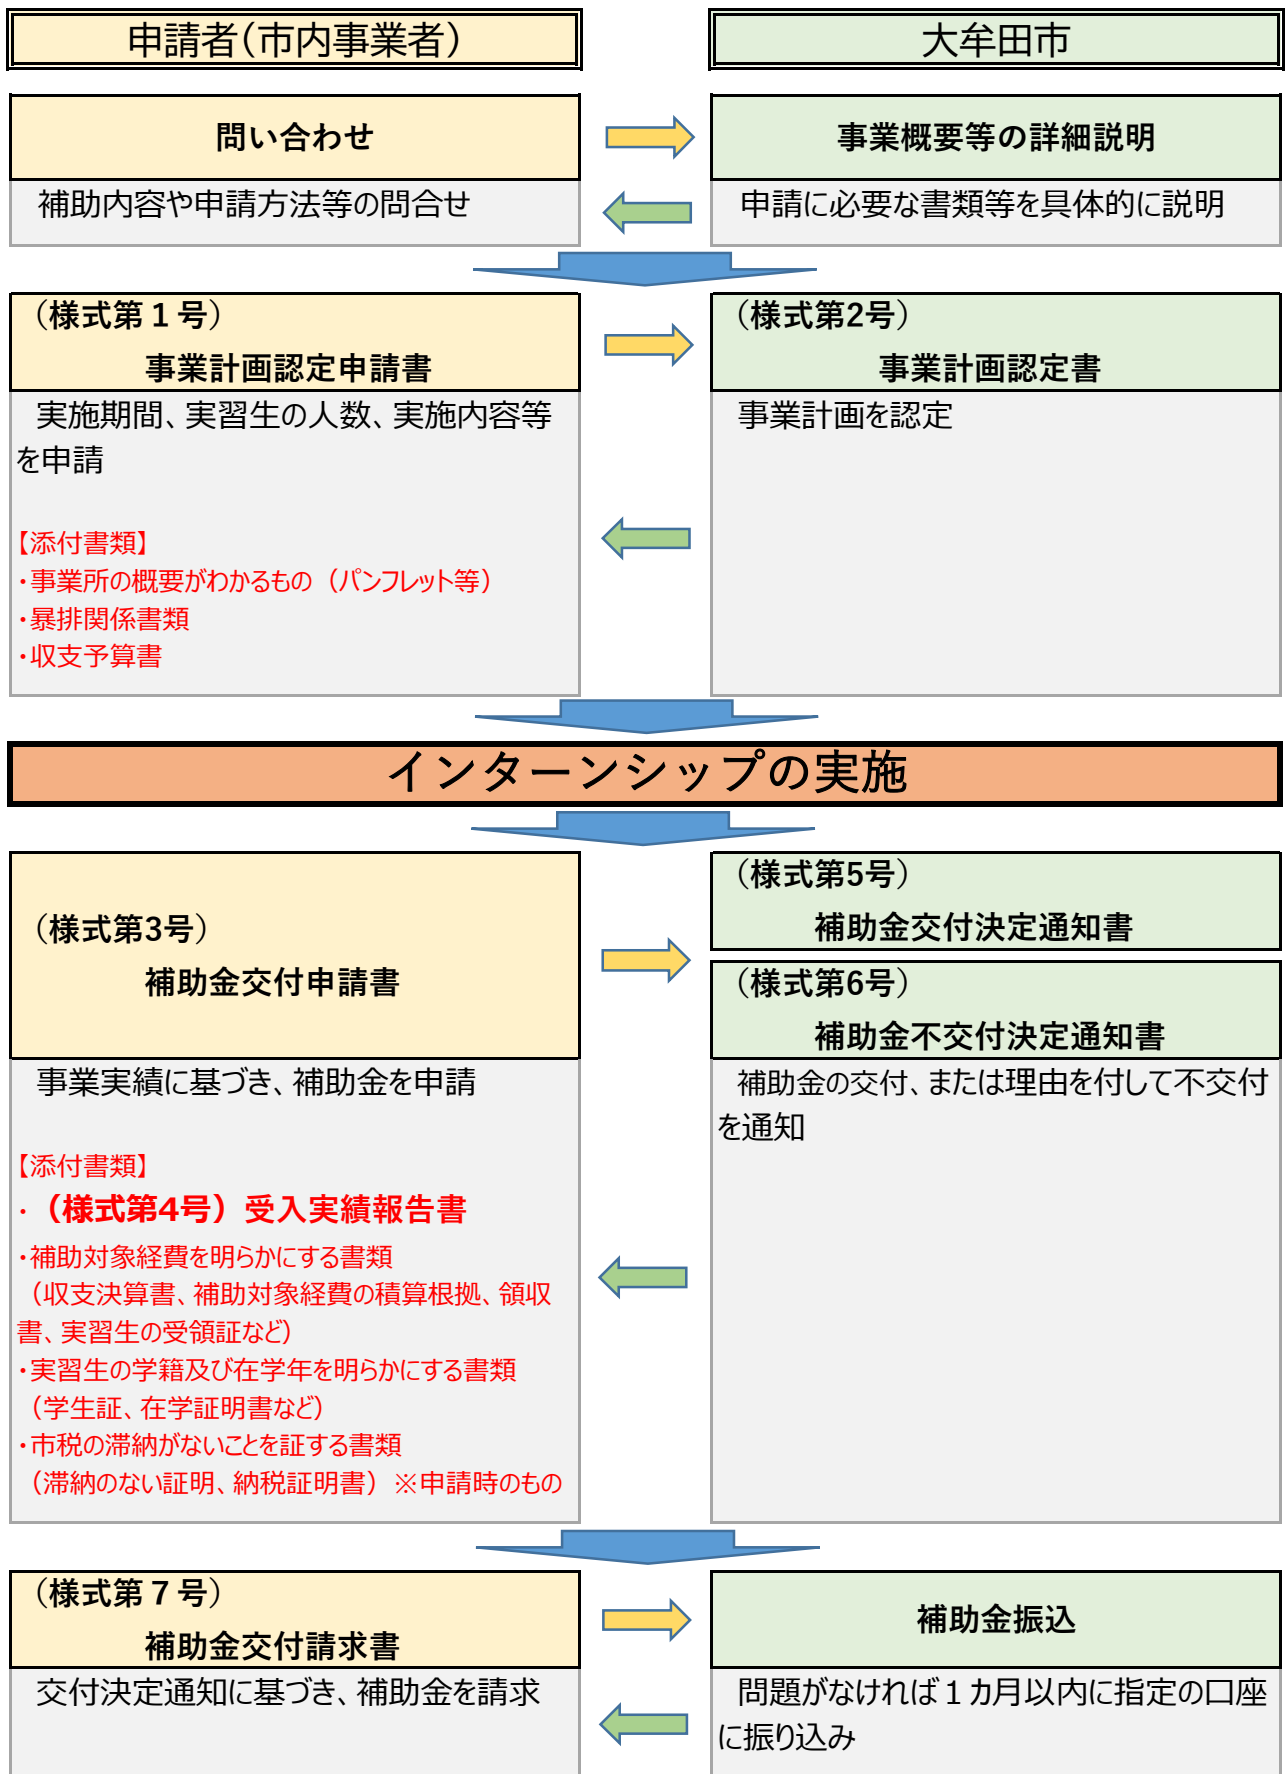 申請者（市内事業者）
大牟田市
問い合わせ
補助内容や申請方法等の問合せ
事業概要等の詳細説明
申請に必要な書類等を具体的に説明
（様式第１号）
事業計画認定申請書
実施期間、実習生の人数、実施内容等
を申請
【添付書類】
・事業所の概要がわかるもの（パンフレット等）
・暴排関係書類
・収支予算書
（様式第2号）
事業計画認定書
事業計画を認定
インターンシップの実施
（様式第3号）
補助金交付申請書
事業実績に基づき、補助金を申請
【添付書類】
・（様式第4号）受入実績報告書
・補助対象経費を明らかにする書類
（収支決算書、補助対象経費の積算根拠、領収
書、実習生の受領証など）
・実習生の学籍及び在学年を明らかにする書類
（学生証、在学証明書など）
・市税の滞納がないことを証する書類
（滞納のない証明、納税証明書）※申請時のもの
（様式第5号）
補助金交付決定通知書
（様式第6号）
補助金不交付決定通知書
補助金の交付、または理由を付して不交付
を通知
（様式第７号）
補助金交付請求書
交付決定通知に基づき、補助金を請求
補助金振込
問題がなければ１カ月以内に指定の口座
に振り込み